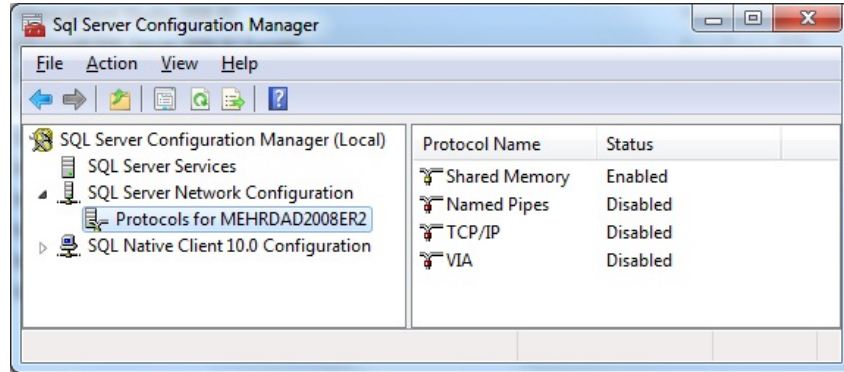 Sql Server Configuration Manager
File Action View Help
SQL Server Configuration Manager (Local)
SQL Server Services
SQL Server Network Configuration
Protocols for MEHRDAD2008ER2
SQL Native Client 10.0 Configuration
Protocol Name Status
Shared Memory Enabled
Named Pipes Disabled
TCP/IP Disabled
VIA Disabled